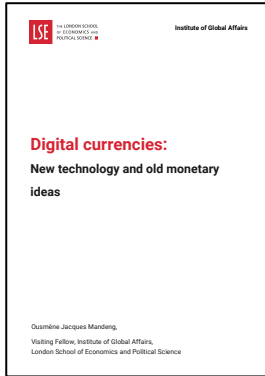 LSE
THE LONDON SCHOOL
OF ECONOMICS AND
POLITICAL SCIENCE
Institute of Global Affairs
Digital currencies:
New technology and old monetary
ideas
Ousmène Jacques Mandeng,
Visiting Fellow, Institute of Global Affairs,
London School of Economics and Political Science